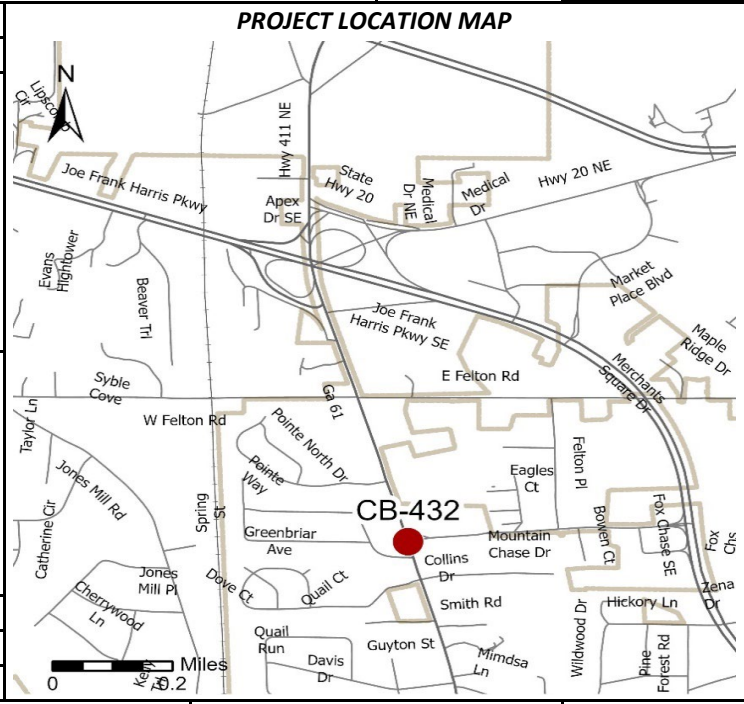 PROJECT LOCATION MAP
N
Lipscomb
Cir
Hwy 411 NE
State
Hwy 20
Medical
Dr NE
Medical
Dr
Hwy 20 NE
Joe Frank Harris Pkwy
Apex
Dr SE
Evans
Hightower
Beaver Trl
Market
Place Blvd
Joe Frank
Harris Pkwy SE
Maple
Ridge Dr
Merchants
Square Dr
E Felton Rd
Syble
Cove
Ga 61
Taylor Ln
W Felton Rd
Pointe North Dr
Pointe
Way
Jones Mill Rd
Eagles
Ct
Felton Pl
Spring
St
CB-432
Bowen Ct
Fox Chase SE
Fox
Chs
Catherine Cir
Greenbriar
Ave
Mountain
Chase Dr
Collins
Dr
Jones
Mill Pl
Dove Ct
Quail Ct
Zena
Dr
Cherrywood
Ln
Smith Rd
Wildwood Dr
Hickory Ln
Quail
Run
Guyton St
Pine
Forest Rd
Davis
Dr
Mimdsa
Ln
Miles
0
0.2